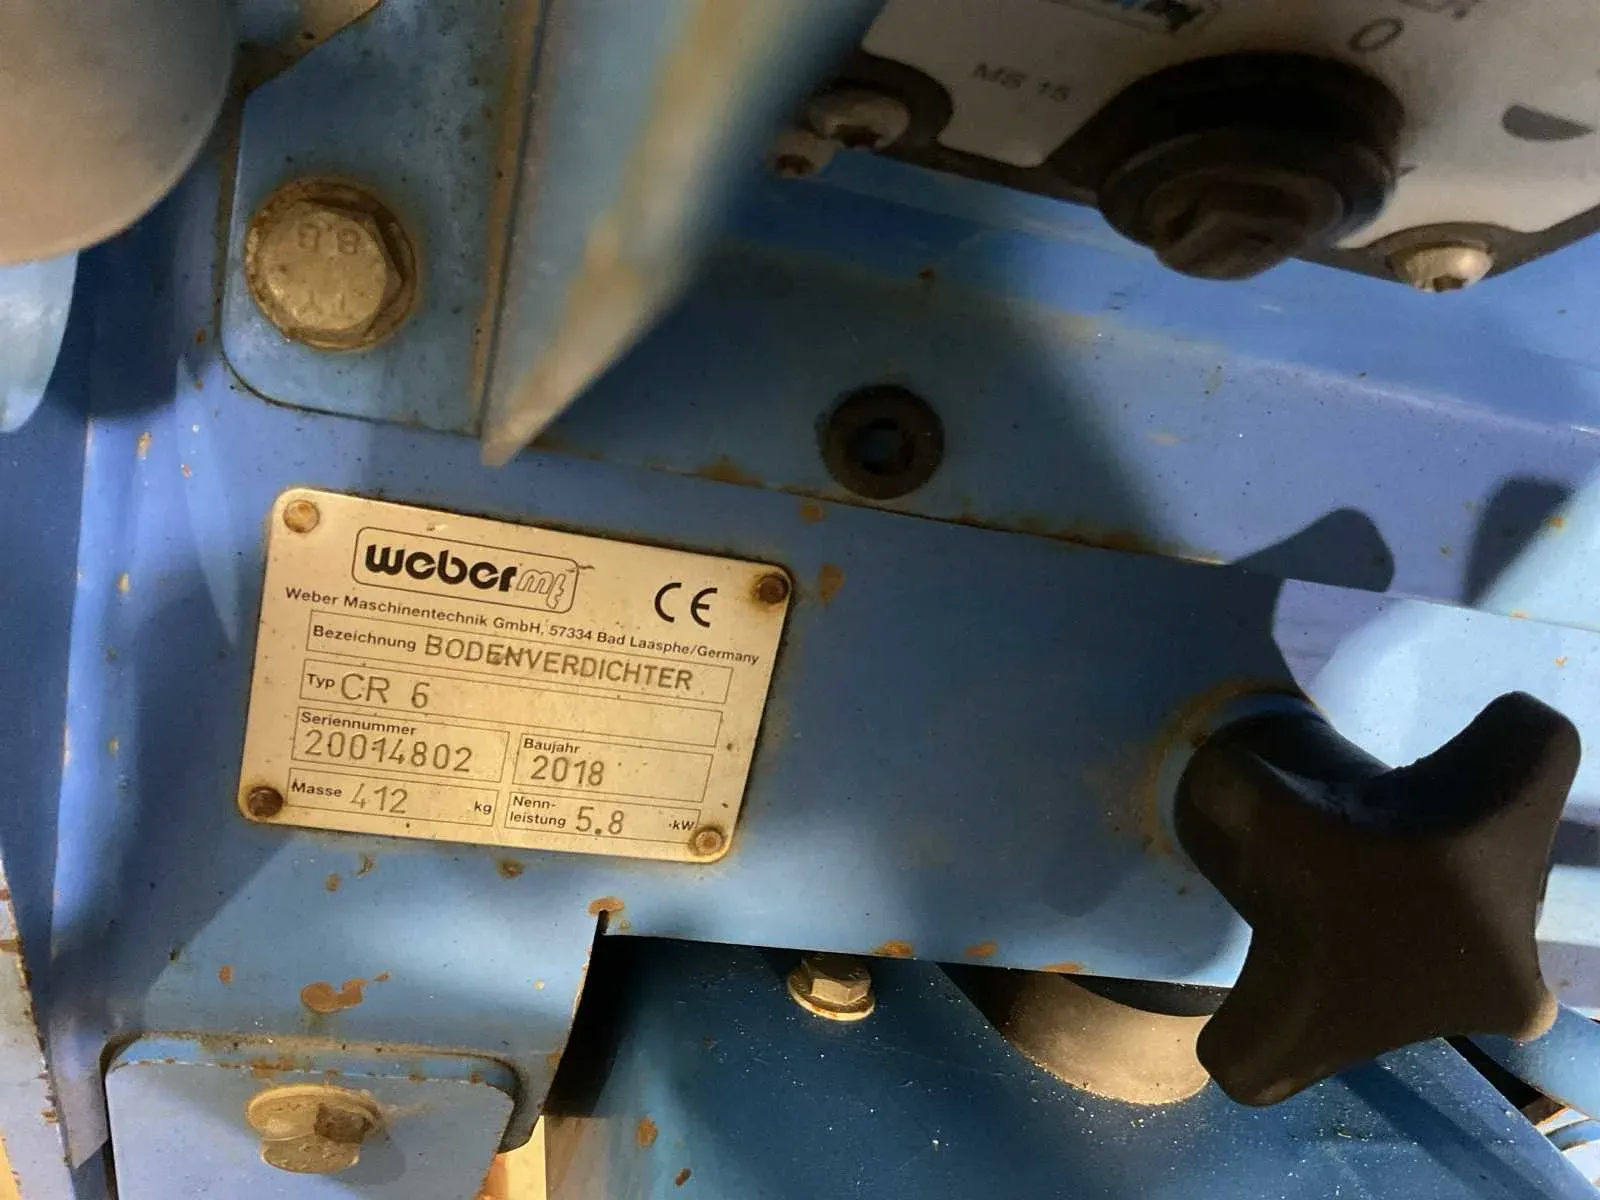 MS 15
O
8.8
weber mt
CE
Weber Maschinentechnik GmbH, 57334 Bad Laasphe/Germany
Bezeichnung BODENVERDICHTER
Typ CR 6
Seriennummer
20014802
Baujahr
2018
Masse 412 kg
Nenn-
leistung 5.8 kW